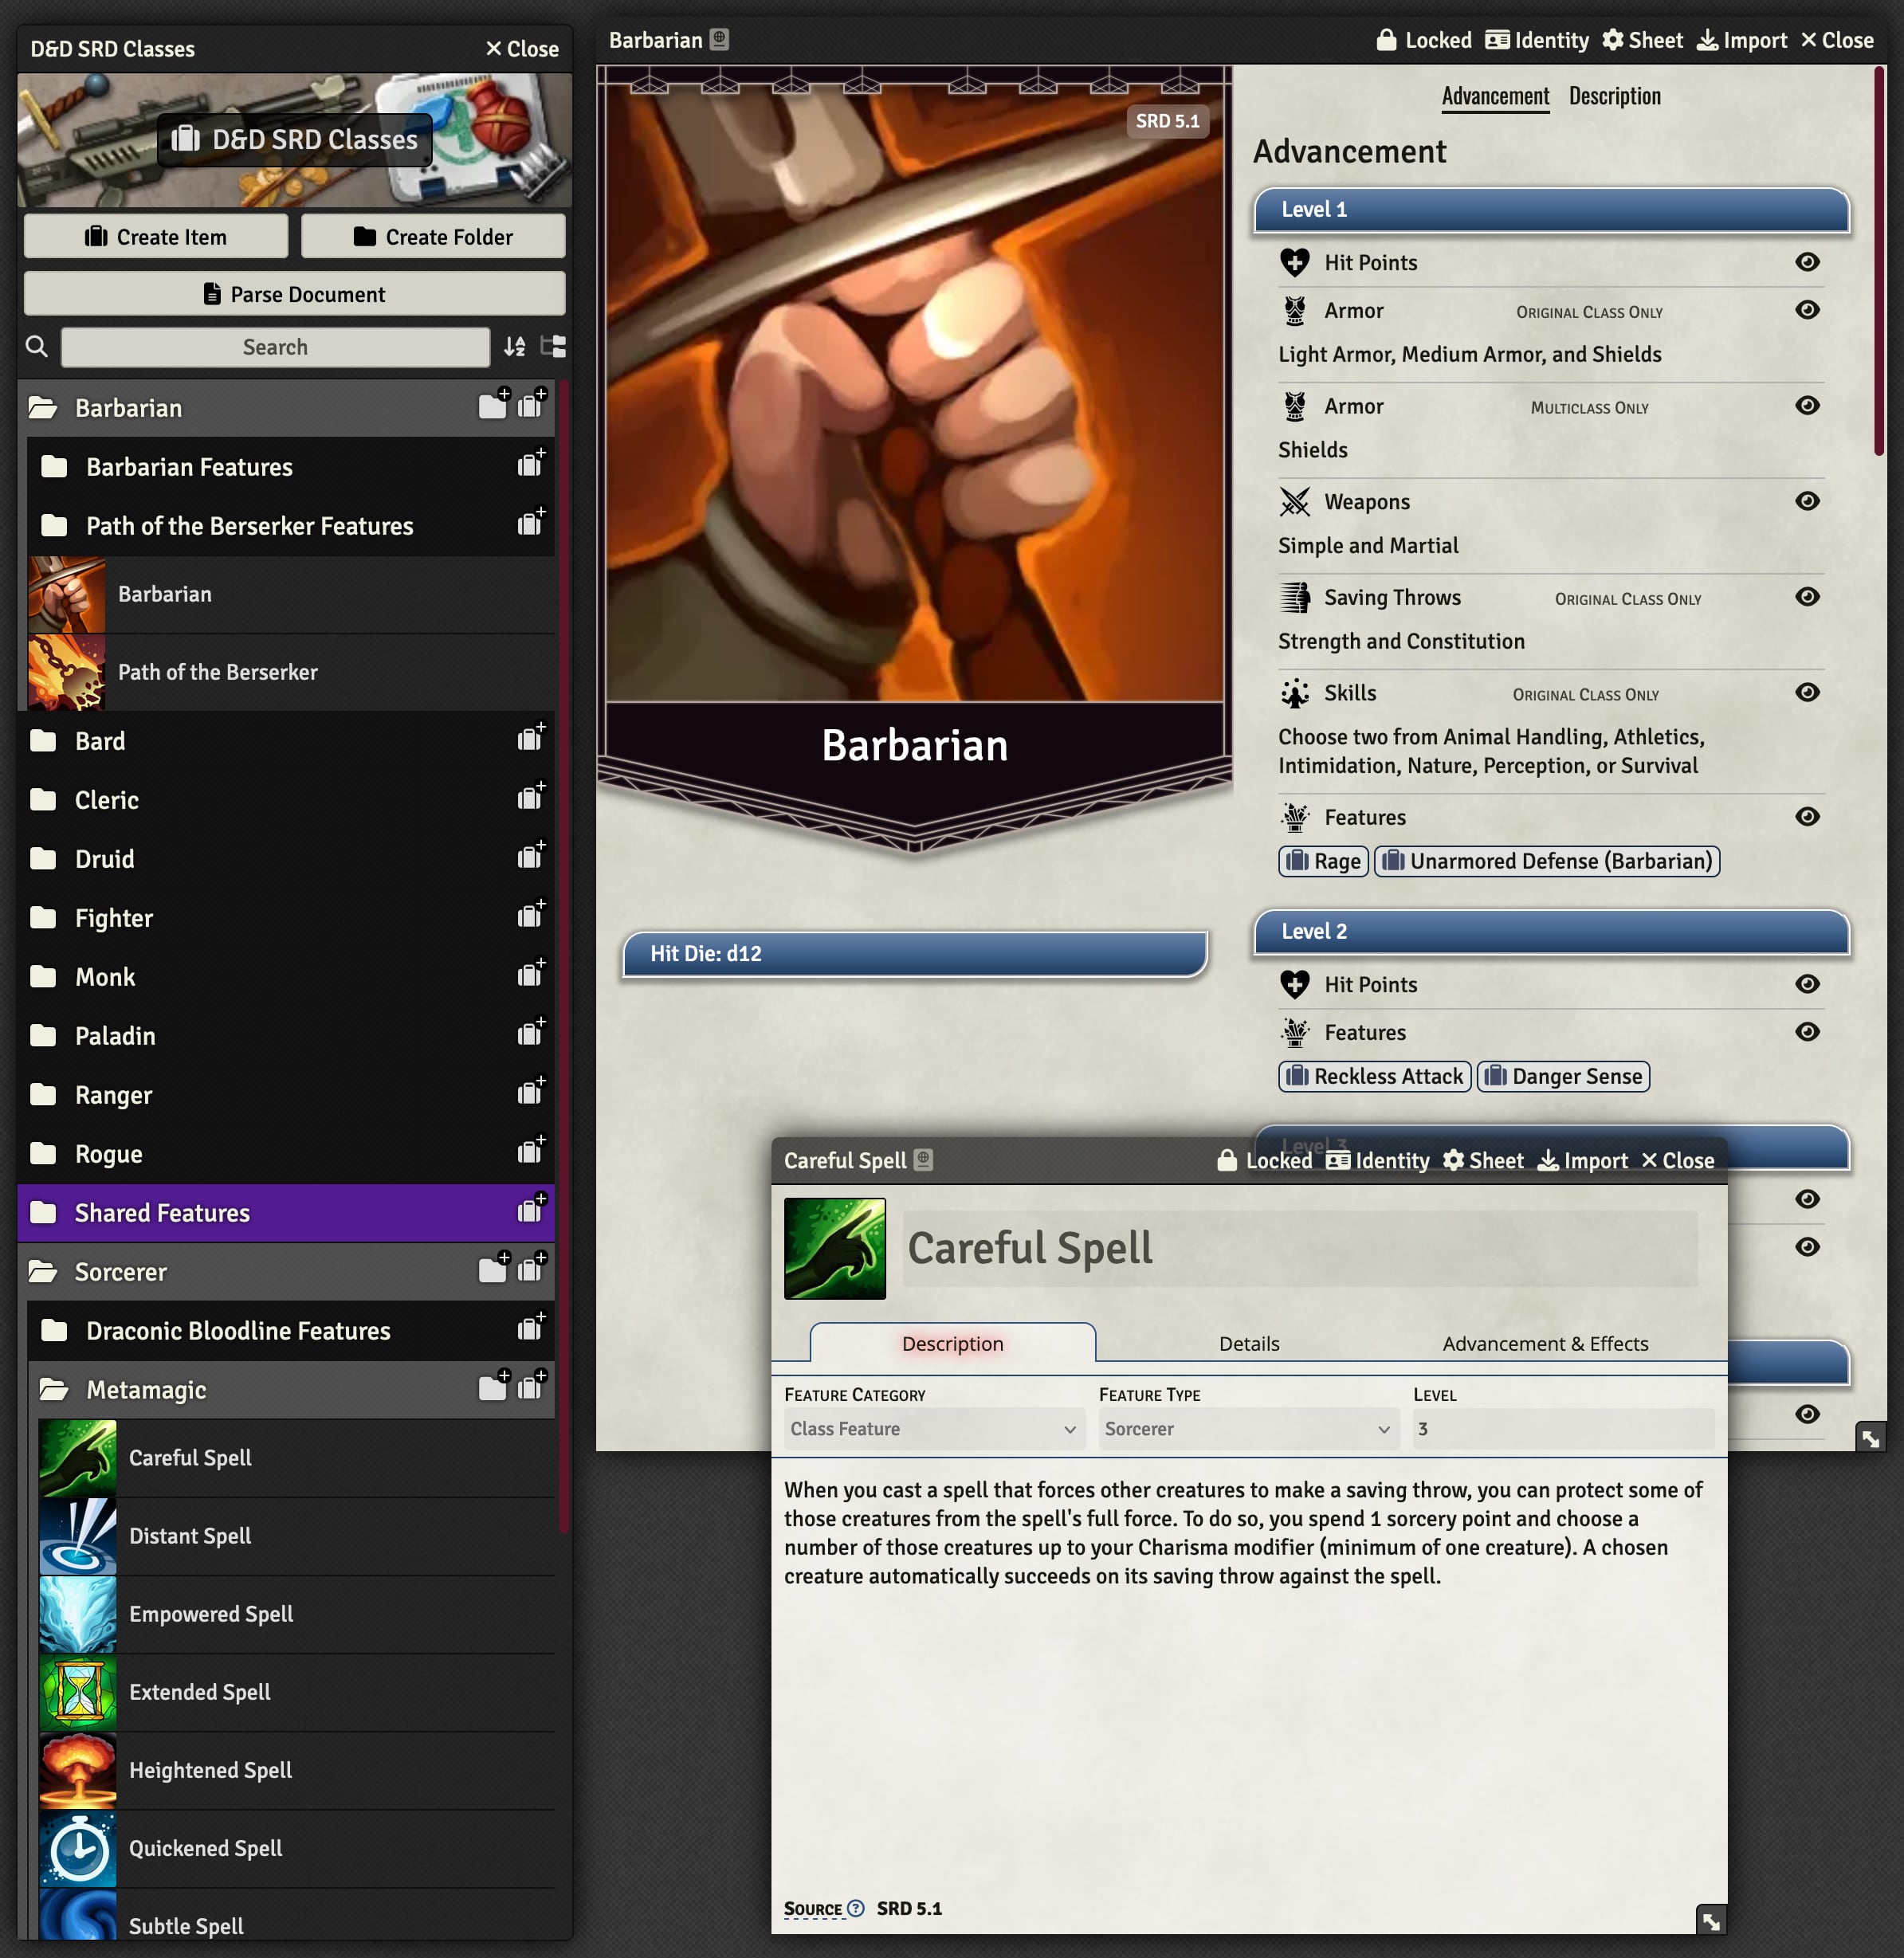 D&D SRD Classes
Close
D&D SRD Classes
Create Item
Create Folder
Parse Document
Search
Barbarian
Barbarian Features
Path of the Berserker Features
Barbarian
Path of the Berserker
Bard
Cleric
Druid
Fighter
Monk
Paladin
Ranger
Rogue
Shared Features
Sorcerer
Draconic Bloodline Features
Metamagic
Careful Spell
Distant Spell
Empowered Spell
Extended Spell
Heightened Spell
Quickened Spell
Subtle Spell
Barbarian
Locked Identity Sheet Import Close
SRD 5.1
Barbarian
Hit Die: d12
Advancement Description
Advancement
Level 1
Hit Points
Armor Original Class Only
Light Armor, Medium Armor, and Shields
Armor Multiclass Only
Shields
Weapons
Simple and Martial
Saving Throws Original Class Only
Strength and Constitution
Skills Original Class Only
Choose two from Animal Handling, Athletics,
Intimidation, Nature, Perception, or Survival
Features
Rage Unarmored Defense (Barbarian)
Level 2
Hit Points
Features
Reckless Attack Danger Sense
Level 3
Careful Spell
Locked Identity Sheet Import Close
Careful Spell
Description Details Advancement & Effects
Feature Category Feature Type Level
Class Feature Sorcerer 3
When you cast a spell that forces other creatures to make a saving throw, you can protect some of
those creatures from the spell's full force. To do so, you spend 1 sorcery point and choose a
number of those creatures up to your Charisma modifier (minimum of one creature). A chosen
creature automatically succeeds on its saving throw against the spell.
Source SRD 5.1